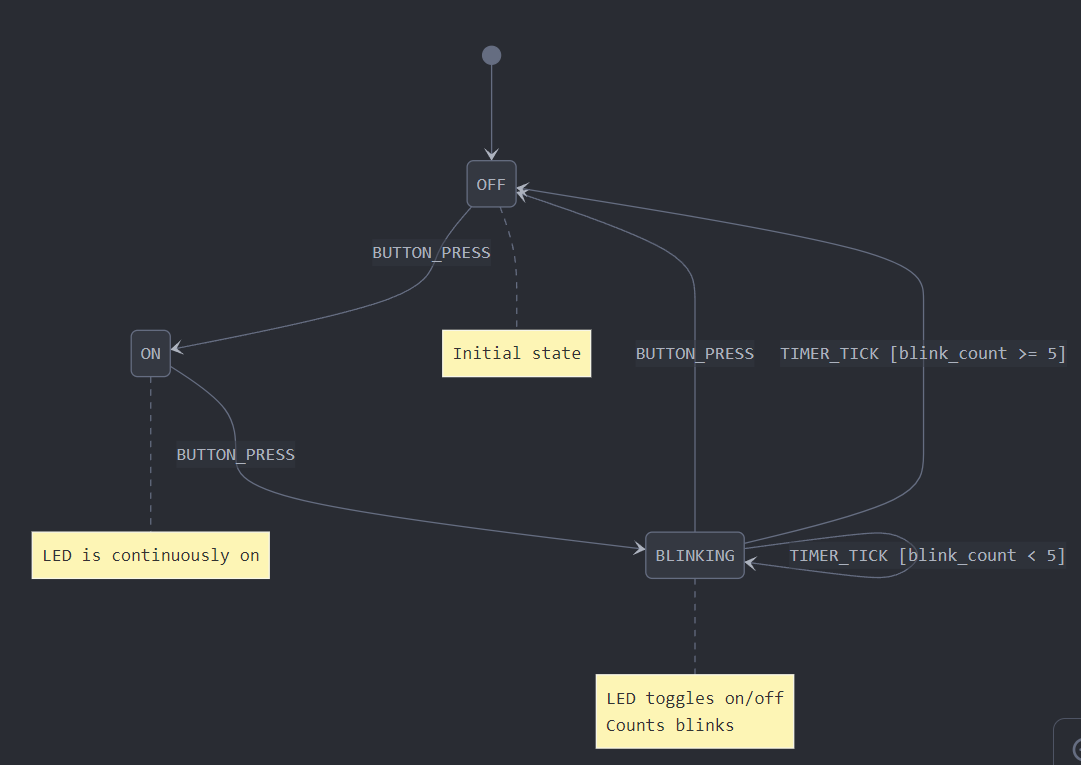 OFF
BUTTON_PRESS
ON
Initial state
BUTTON_PRESS
TIMER_TICK [blink_count >= 5]
BUTTON_PRESS
LED is continuously on
BLINKING
TIMER_TICK [blink_count < 5]
LED toggles on/off
Counts blinks